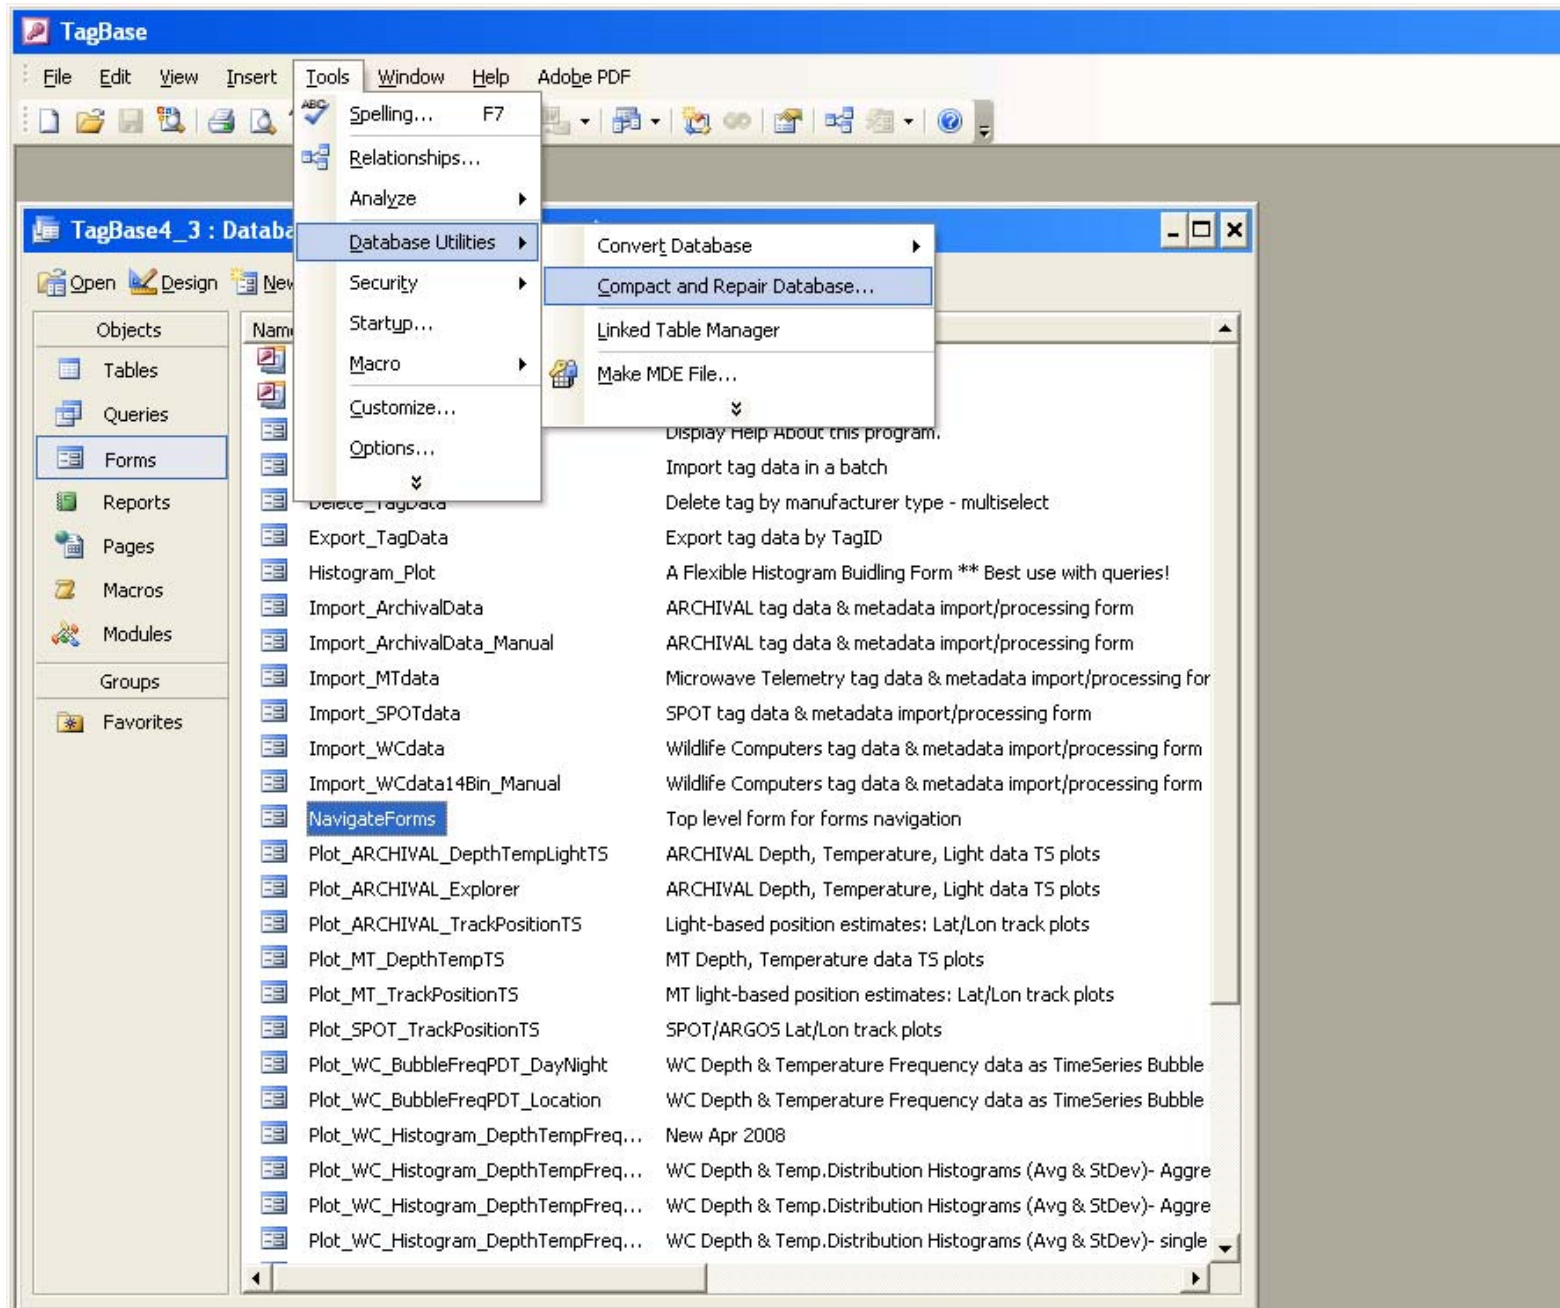 TagBase
File Edit View Insert Tools Window Help Adobe PDF
ABC Spelling... F7
Relationships...
Analyze
Database Utilities
Security
Startup...
Macro
Customize...
Options...
Convert Database
Compact and Repair Database...
Linked Table Manager
Make MDE File...
TagBase4_3 : Databa
Open Design New
Objects
Tables
Queries
Forms
Reports
Pages
Macros
Modules
Groups
Favorites
Name
Display Help About this program.
Import tag data in a batch
Delete_TagData Delete tag by manufacturer type - multiselect
Export_TagData Export tag data by TagID
Histogram_Plot A Flexible Histogram Buidling Form ** Best use with queries!
Import_ArchivalData ARCHIVAL tag data & metadata import/processing form
Import_ArchivalData_Manual ARCHIVAL tag data & metadata import/processing form
Import_MTdata Microwave Telemetry tag data & metadata import/processing for
Import_SPOTdata SPOT tag data & metadata import/processing form
Import_WCdata Wildlife Computers tag data & metadata import/processing form
Import_WCdata14Bin_Manual Wildlife Computers tag data & metadata import/processing form
NavigateForms Top level form for forms navigation
Plot_ARCHIVAL_DepthTempLightTS ARCHIVAL Depth, Temperature, Light data TS plots
Plot_ARCHIVAL_Explorer ARCHIVAL Depth, Temperature, Light data TS plots
Plot_ARCHIVAL_TrackPositionTS Light-based position estimates: Lat/Lon track plots
Plot_MT_DepthTempTS MT Depth, Temperature data TS plots
Plot_MT_TrackPositionTS MT light-based position estimates: Lat/Lon track plots
Plot_SPOT_TrackPositionTS SPOT/ARGOS Lat/Lon track plots
Plot_WC_BubbleFreqPDT_DayNight WC Depth & Temperature Frequency data as TimeSeries Bubble
Plot_WC_BubbleFreqPDT_Location WC Depth & Temperature Frequency data as TimeSeries Bubble
Plot_WC_Histogram_DepthTempFreq... New Apr 2008
Plot_WC_Histogram_DepthTempFreq... WC Depth & Temp.Distribution Histograms (Avg & StDev)- Aggre
Plot_WC_Histogram_DepthTempFreq... WC Depth & Temp.Distribution Histograms (Avg & StDev)- Aggre
Plot_WC_Histogram_DepthTempFreq... WC Depth & Temp.Distribution Histograms (Avg & StDev)- single